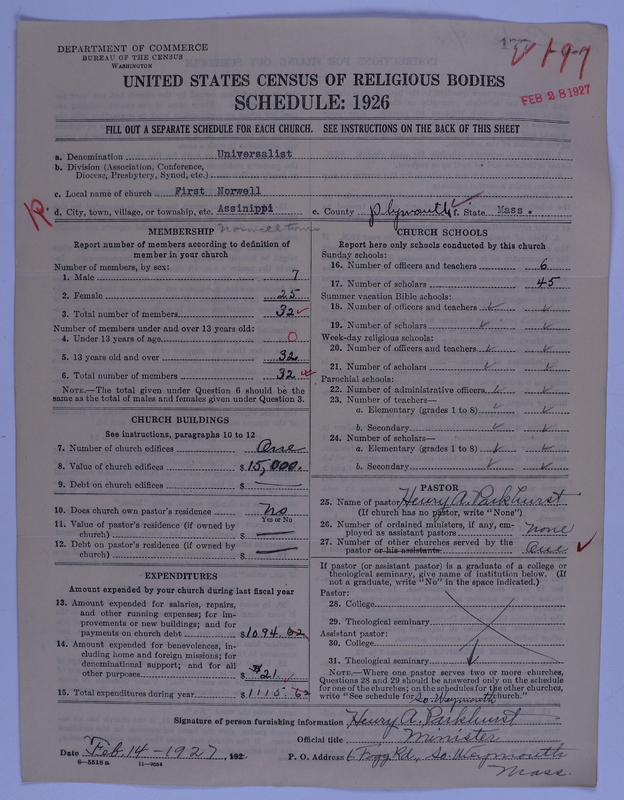 DEPARTMENT OF COMMERCE
BUREAU OF THE CENSUS
WASHINGTON
1-97
FEB 28 1927
UNITED STATES CENSUS OF RELIGIOUS BODIES
SCHEDULE: 1926
FILL OUT A SEPARATE SCHEDULE FOR EACH CHURCH. SEE INSTRUCTIONS ON THE BACK OF THIS SHEET
a. Denomination Universalist
b. Division (Association, Conference,
Diocese, Presbytery, Synod, etc.)
c. Local name of church First Norwell
R. d. City, town, village, or township, etc. Assinippi e. County Plymouth f. State Mass.
Norwell town
MEMBERSHIP
Report number of members according to definition of
member in your church
Number of members, by sex:
1. Male 7
2. Female 25
3. Total number of members 32
Number of members under and over 13 years old:
4. Under 13 years of age 0
5. 13 years old and over 32
6. Total number of members 32
NOTE.—The total given under Question 6 should be the
same as the total of males and females given under Question 3.
CHURCH BUILDINGS
See instructions, paragraphs 10 to 12
7. Number of church edifices One
8. Value of church edifices $15,000.
9. Debt on church edifices $
10. Does church own pastor's residence No
Yes or No
11. Value of pastor's residence (if owned by
church) $
12. Debt on pastor's residence (if owned by
church) $
EXPENDITURES
Amount expended by your church during last fiscal year
13. Amount expended for salaries, repairs,
and other running expenses; for im-
provements or new buildings; and for
payments on church debt $1094.62
14. Amount expended for benevolences, in-
cluding home and foreign missions; for
denominational support; and for all
other purposes $ $21
15. Total expenditures during year $1115.62
CHURCH SCHOOLS
Report here only schools conducted by this church
Sunday schools:
16. Number of officers and teachers 6
17. Number of scholars 45
Summer vacation Bible schools:
18. Number of officers and teachers
19. Number of scholars
Week-day religious schools:
20. Number of officers and teachers
21. Number of scholars
Parochial schools:
22. Number of administrative officers
23. Number of teachers—
a. Elementary (grades 1 to 8)
b. Secondary
24. Number of scholars—
a. Elementary (grades 1 to 8)
b. Secondary
PASTOR
25. Name of pastor Henry A. Parkhurst
(If church has no pastor, write "None")
26. Number of ordained ministers, if any, em-
ployed as assistant pastors none
27. Number of other churches served by the
pastor or his assistants One
If pastor (or assistant pastor) is a graduate of a college or
theological seminary, give name of institution below. (If
not a graduate, write "No" in the space indicated.)
Pastor:
28. College
29. Theological seminary
Assistant pastor:
30. College
31. Theological seminary
NOTE.—Where one pastor serves two or more churches,
Questions 28 and 29 should be answered only on the schedule
for one of the churches; on the schedules for the other churches,
write "See schedule for So. Weymouth church."
Signature of person furnishing information Henry A. Parkhurst
Official title Minister
Date Feb. 14-1927, 192 P. O. Address 6 Fogg Rd., So. Weymouth
Mass.
6-5518a 11-9054